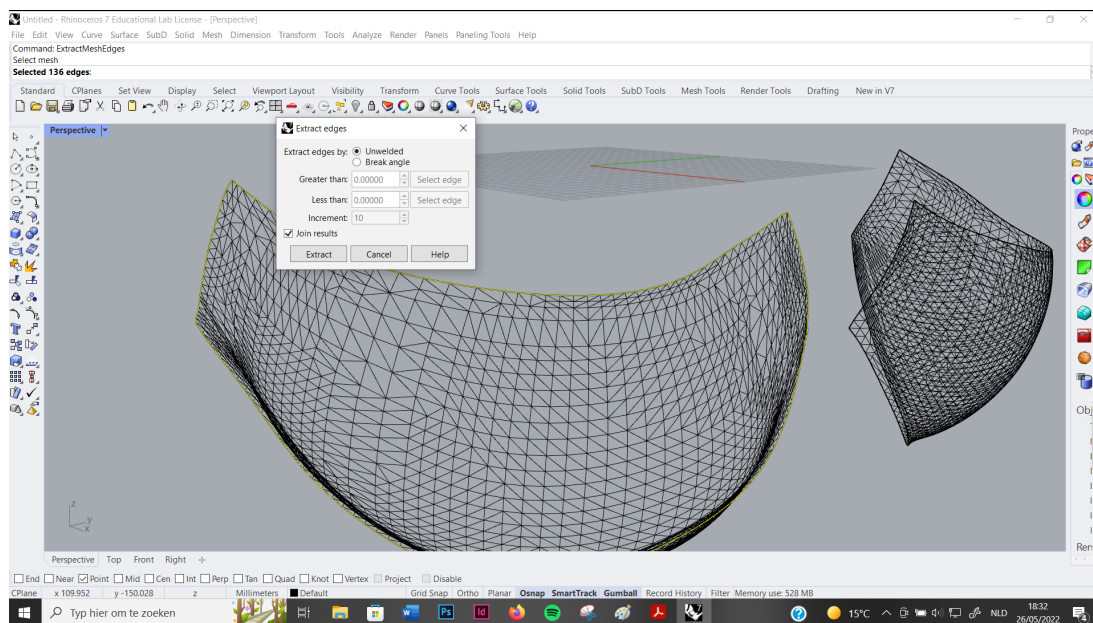 Untitled - Rhinoceros 7 Educational Lab License - [Perspective]
File Edit View Curve Surface SubD Solid Mesh Dimension Transform Tools Analyze Render Panels Paneling Tools Help
Command: ExtractMeshEdges
Select mesh
Selected 136 edges:
Standard CPlanes Set View Display Select Viewport Layout Visibility Transform Curve Tools Surface Tools Solid Tools SubD Tools Mesh Tools Render Tools Drafting New in V7
Perspective
Prope
Extract edges
Extract edges by: Unwelded
Break angle
Greater than: 0.00000 Select edge
Less than: 0.00000 Select edge
Increment: 10
Join results
Extract Cancel Help
Obj
z
y
x
Ren
Perspective Top Front Right
End Near Point Mid Cen Int Perp Tan Quad Knot Vertex Project Disable
CPlane x 109.952 y -150.028 z Millimeters Default Grid Snap Ortho Planar Osnap SmartTrack Gumball Record History Filter Memory use: 528 MB
Typ hier om te zoeken Ps Id 15°C NLD 18:32
26/05/2022
4